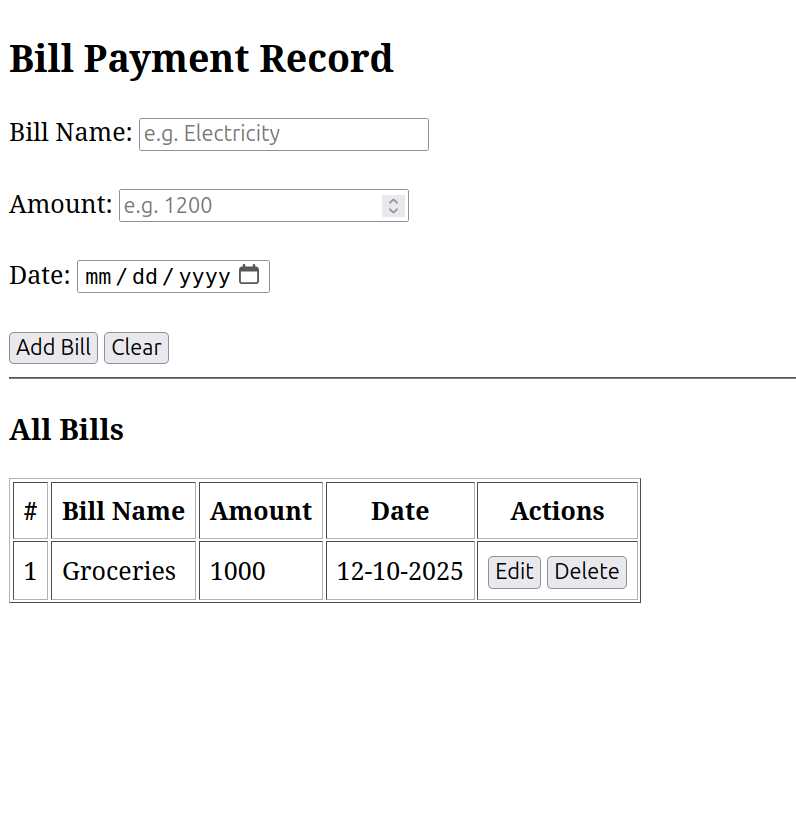 Bill Payment Record
Bill Name: e.g. Electricity
Amount: e.g. 1200
Date: mm/dd/yyyy
Add Bill Clear
All Bills
# Bill Name Amount Date Actions
1 Groceries 1000 12-10-2025 Edit Delete